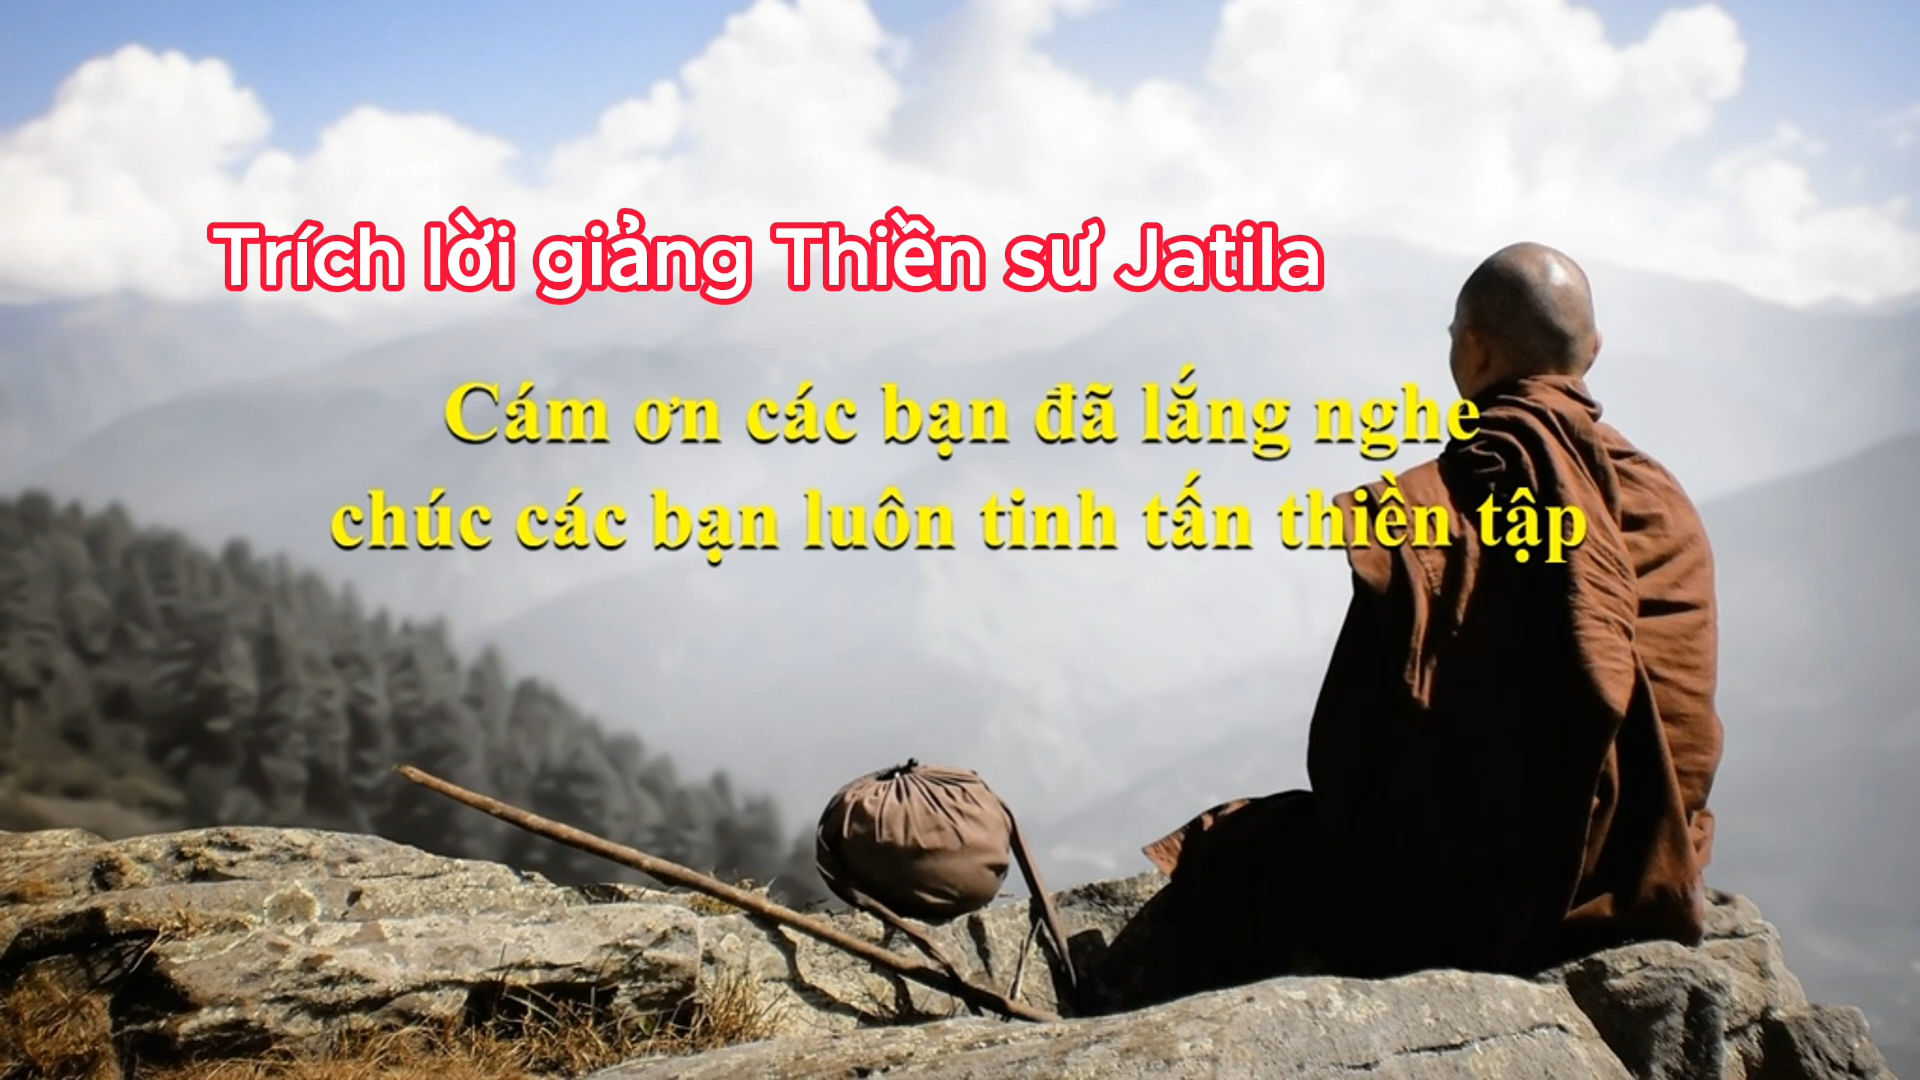 Trích lời giảng Thiền sư Jatila
Cám ơn các bạn đã lắng nghe
chúc các bạn luôn tinh tấn thiền tập